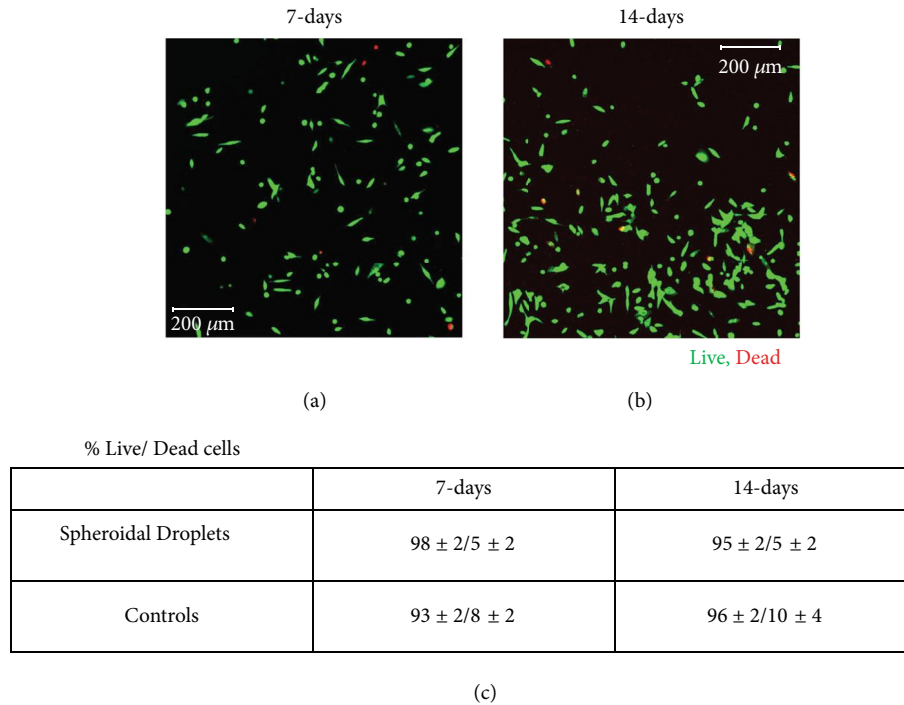 7-days
14-days
200 µm
200 µm
Live, Dead
(a)
(b)
% Live/ Dead cells
7-days
14-days
Spheroidal Droplets
98 ± 2/5 ± 2
95 ± 2/5 ± 2
Controls
93 ± 2/8 ± 2
96 ± 2/10 ± 4
(c)